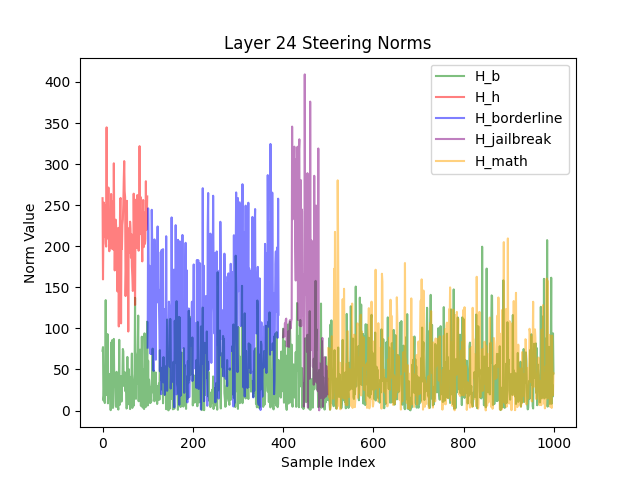 Layer 24 Steering Norms
H_b
H_h
H_borderline
H_jailbreak
H_math
Norm Value
400
350
300
250
200
150
100
50
0
0
200
400
600
800
1000
Sample Index